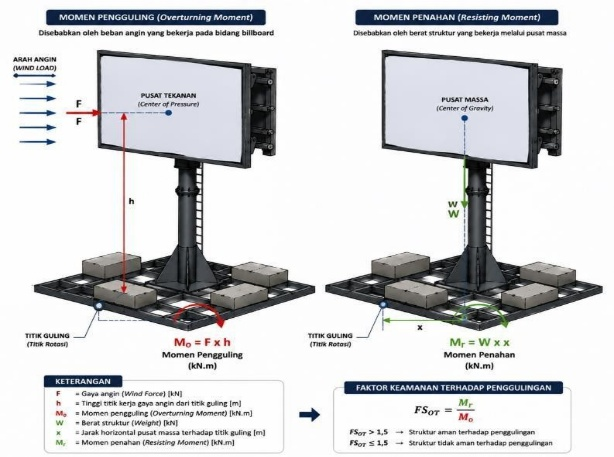 MOMEN PENGGULING (Overturning Moment)
Disebabkan oleh beban angin yang bekerja pada bidang billboard
ARAH ANGIN
(WIND LOAD)
F
F
PUSAT TEKANAN
(Center of Pressure)
h
TITIK GULING
(Titik Rotasi)
Mo = F x h
Momen Pengguling
(kN.m)
MOMEN PENAHAN (Resisting Moment)
Disebabkan oleh berat struktur yang bekerja melalui pusat massa
PUSAT MASSA
(Center of Gravity)
W
W
x
TITIK GULING
(Titik Rotasi)
Mr = W x x
Momen Penahan
(kN.m)
KETERANGAN
F = Gaya angin (Wind Force) [kN]
h = Tinggi titik kerja gaya angin dari titik guling [m]
Mo = Momen pengguling (Overturning Moment) [kN.m]
W = Berat struktur (Weight) [kN]
x = Jarak horizontal pusat massa terhadap titik guling [m]
Mr = Momen penahan (Resisting Moment) [kN.m]
FAKTOR KEAMANAN TERHADAP PENGGULINGAN
FSOT = Mr / Mo
FSOT > 1,5 → Struktur aman terhadap penggulingan
FSOT ≤ 1,5 → Struktur tidak aman terhadap penggulingan